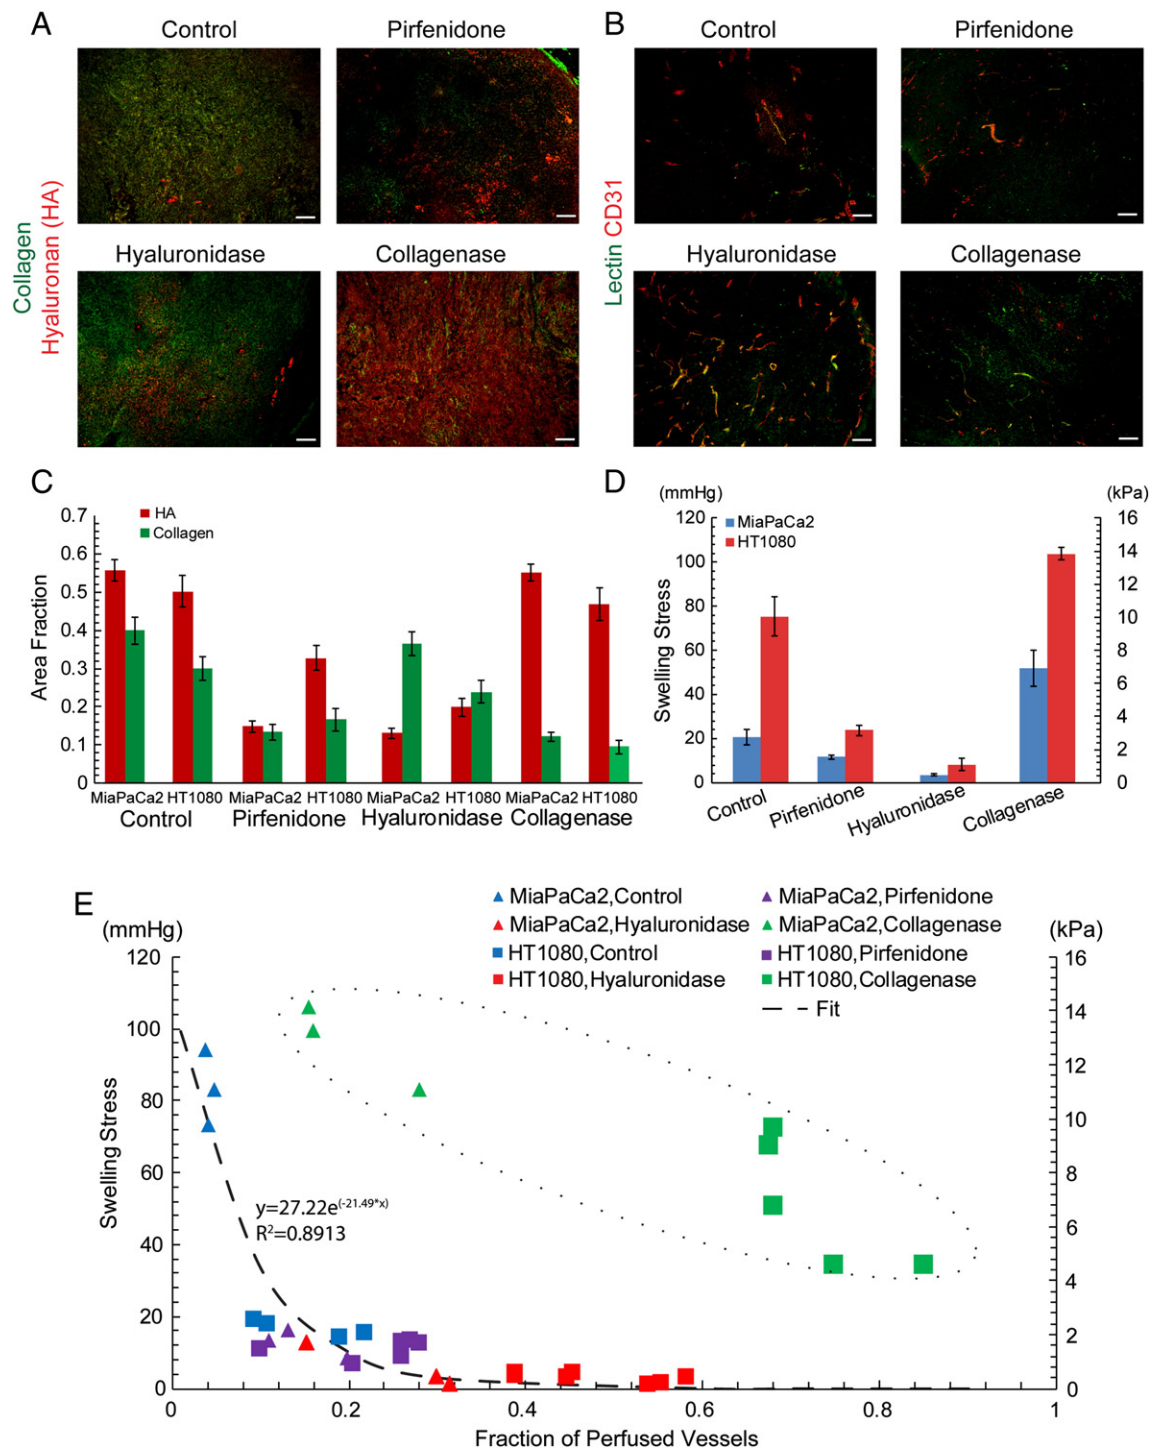 A
Control
Pirfenidone
Hyaluronidase
Collagenase
Collagen
Hyaluronan (HA)
B
Control
Pirfenidone
Hyaluronidase
Collagenase
Lectin CD31
C
HA
Collagen
Area Fraction
0.7
0.6
0.5
0.4
0.3
0.2
0.1
0
MiaPaCa2 HT1080 MiaPaCa2 HT1080 MiaPaCa2 HT1080 MiaPaCa2 HT1080
Control Pirfenidone Hyaluronidase Collagenase
D
(mmHg)
(kPa)
MiaPaCa2
HT1080
Swelling Stress
120
100
80
60
40
20
0
16
14
12
10
8
6
4
2
0
Control
Pirfenidone
Hyaluronidase
Collagenase
E
MiaPaCa2,Control
MiaPaCa2,Pirfenidone
MiaPaCa2,Hyaluronidase
MiaPaCa2,Collagenase
HT1080,Control
HT1080,Pirfenidone
HT1080,Hyaluronidase
HT1080,Collagenase
Fit
(mmHg)
(kPa)
Swelling Stress
120
100
80
60
40
20
0
16
14
12
10
8
6
4
2
0
y=27.22e(-21.49*x)
R2=0.8913
0 0.2 0.4 0.6 0.8 1
Fraction of Perfused Vessels